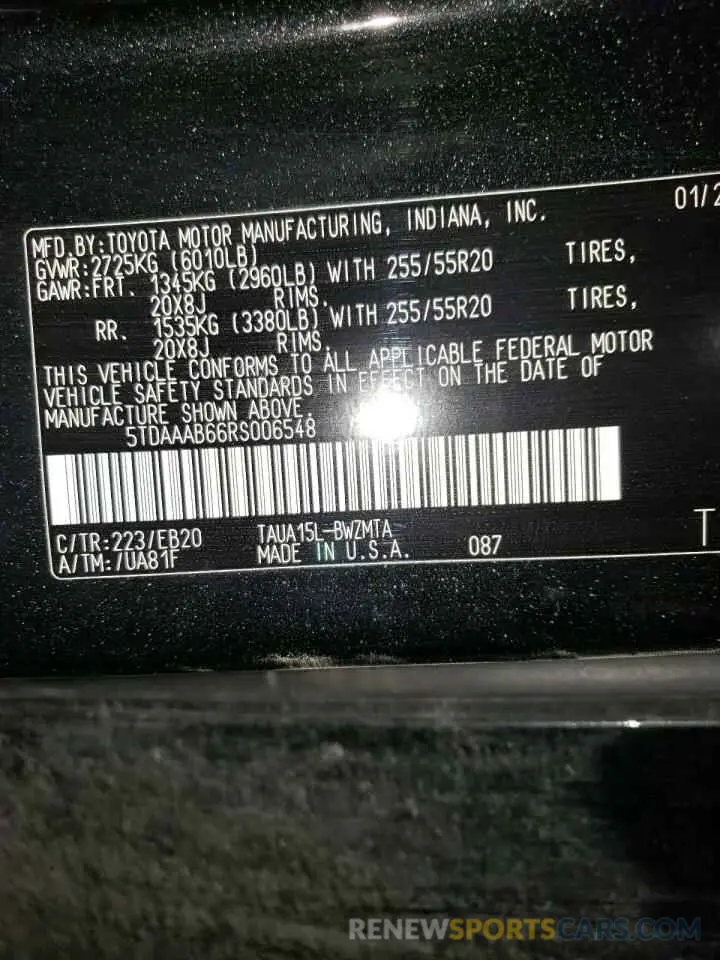 01/2
MFD.BY:TOYOTA MOTOR MANUFACTURING, INDIANA, INC.
GVWR:2725KG (6010LB)
GAWR:FRT. 1345KG (2960LB) WITH 255/55R20 TIRES,
20X8J RIMS.
RR. 1535KG (3380LB) WITH 255/55R20 TIRES,
20X8J RIMS.
THIS VEHICLE CONFORMS TO ALL APPLICABLE FEDERAL MOTOR
VEHICLE SAFETY STANDARDS IN EFFECT ON THE DATE OF
MANUFACTURE SHOWN ABOVE.
5TDAAAB66RS006548
C/TR:223/EB20 TAUA15L-BWZMTA
A/TM:/UA81F MADE IN U.S.A. 087
T
RENEWSPORTSCARS.COM